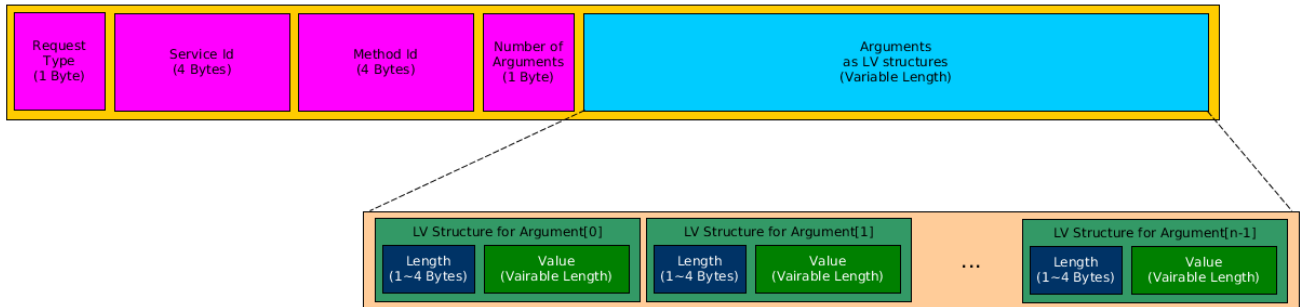 Request
Type
(1 Byte)
Service Id
(4 Bytes)
Method Id
(4 Bytes)
Number of
Arguments
(1 Byte)
Arguments
as LV structures
(Variable Length)
LV Structure for Argument[0]
Length
(1~4 Bytes)
Value
(Vairable Length)
LV Structure for Argument[1]
Length
(1~4 Bytes)
Value
(Vairable Length)
...
LV Structure for Argument[n-1]
Length
(1~4 Bytes)
Value
(Vairable Length)